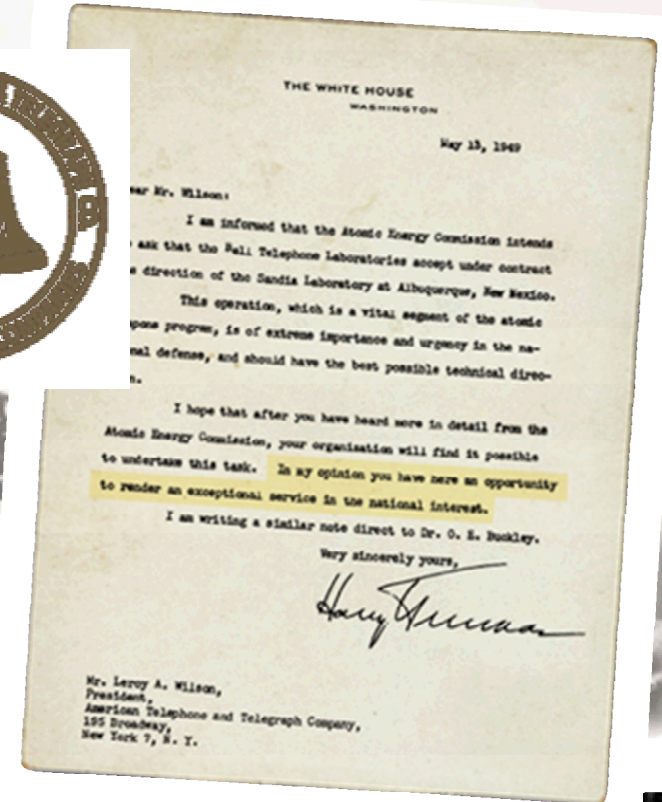 THE WHITE HOUSE
WASHINGTON
May 13, 1949
ear Mr. Wilson:
I am informed that the Atomic Energy Commission intends
ask that the Bell Telephone Laboratories accept under contract
e direction of the Sandia Laboratory at Albuquerque, New Mexico.
This operation, which is a vital segment of the atomic
apons program, is of extreme importance and urgency in the na-
nal defense, and should have the best possible technical direc-
n.
I hope that after you have heard more in detail from the
Atomic Energy Commission, your organization will find it possible
to undertake this task. In my opinion you have here an opportunity
to render an exceptional service in the national interest.
I am writing a similar note direct to Dr. O. E. Buckley.
Very sincerely yours,
Harry Truman
Mr. Leroy A. Wilson,
President,
American Telephone and Telegraph Company,
195 Broadway,
New York 7, N. Y.